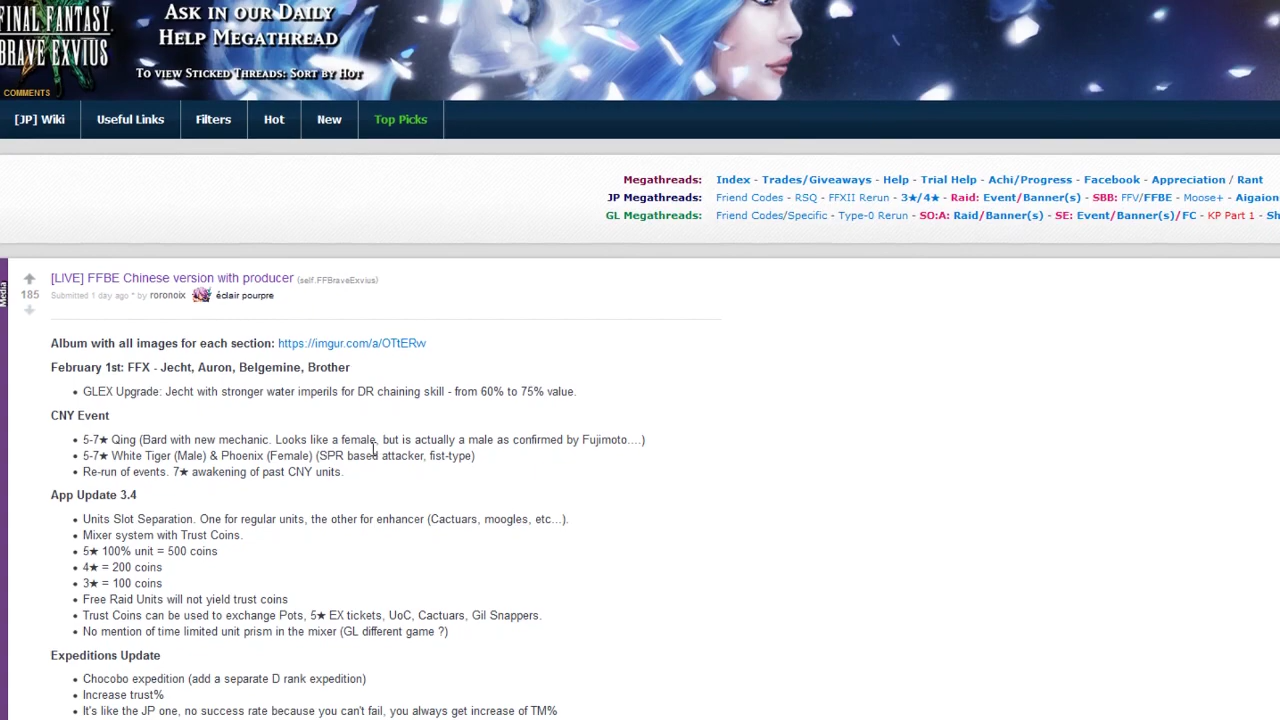 FINAL FANTASY
BRAVE EXVIUS
ASK IN OUR DAILY
HELP MEGATHREAD
TO VIEW STICKED THREADS: SORT BY HOT
COMMENTS
[JP] Wiki Useful Links Filters Hot New Top Picks
Megathreads: Index - Trades/Giveaways - Help - Trial Help - Achi/Progress - Facebook - Appreciation / Rant
JP Megathreads: Friend Codes - RSQ - FFXII Rerun - 3★/4★ - Raid: Event/Banner(s) - SBB: FFV/FFBE - Moose+ - Aigaion
GL Megathreads: Friend Codes/Specific - Type-0 Rerun - SO:A: Raid/Banner(s) - SE: Event/Banner(s)/FC - KP Part 1 - Sh
Media
[LIVE] FFBE Chinese version with producer (self.FFBraveExvius)
185
Submitted 1 day ago * by roronoix éclair pourpre
Album with all images for each section: https://imgur.com/a/OTtERvv
February 1st: FFX - Jecht, Auron, Belgemine, Brother
• GLEX Upgrade: Jecht with stronger water imperils for DR chaining skill - from 60% to 75% value.
CNY Event
• 5-7★ Qing (Bard with new mechanic. Looks like a female, but is actually a male as confirmed by Fujimoto....)
• 5-7★ White Tiger (Male) & Phoenix (Female) (SPR based attacker, fist-type)
• Re-run of events. 7★ awakening of past CNY units.
App Update 3.4
• Units Slot Separation. One for regular units, the other for enhancer (Cactuars, moogles, etc...).
• Mixer system with Trust Coins.
• 5★ 100% unit = 500 coins
• 4★ = 200 coins
• 3★ = 100 coins
• Free Raid Units will not yield trust coins
• Trust Coins can be used to exchange Pots, 5★ EX tickets, UoC, Cactuars, Gil Snappers.
• No mention of time limited unit prism in the mixer (GL different game ?)
Expeditions Update
• Chocobo expedition (add a separate D rank expedition)
• Increase trust%
• It's like the JP one, no success rate because you can't fail, you always get increase of TM%